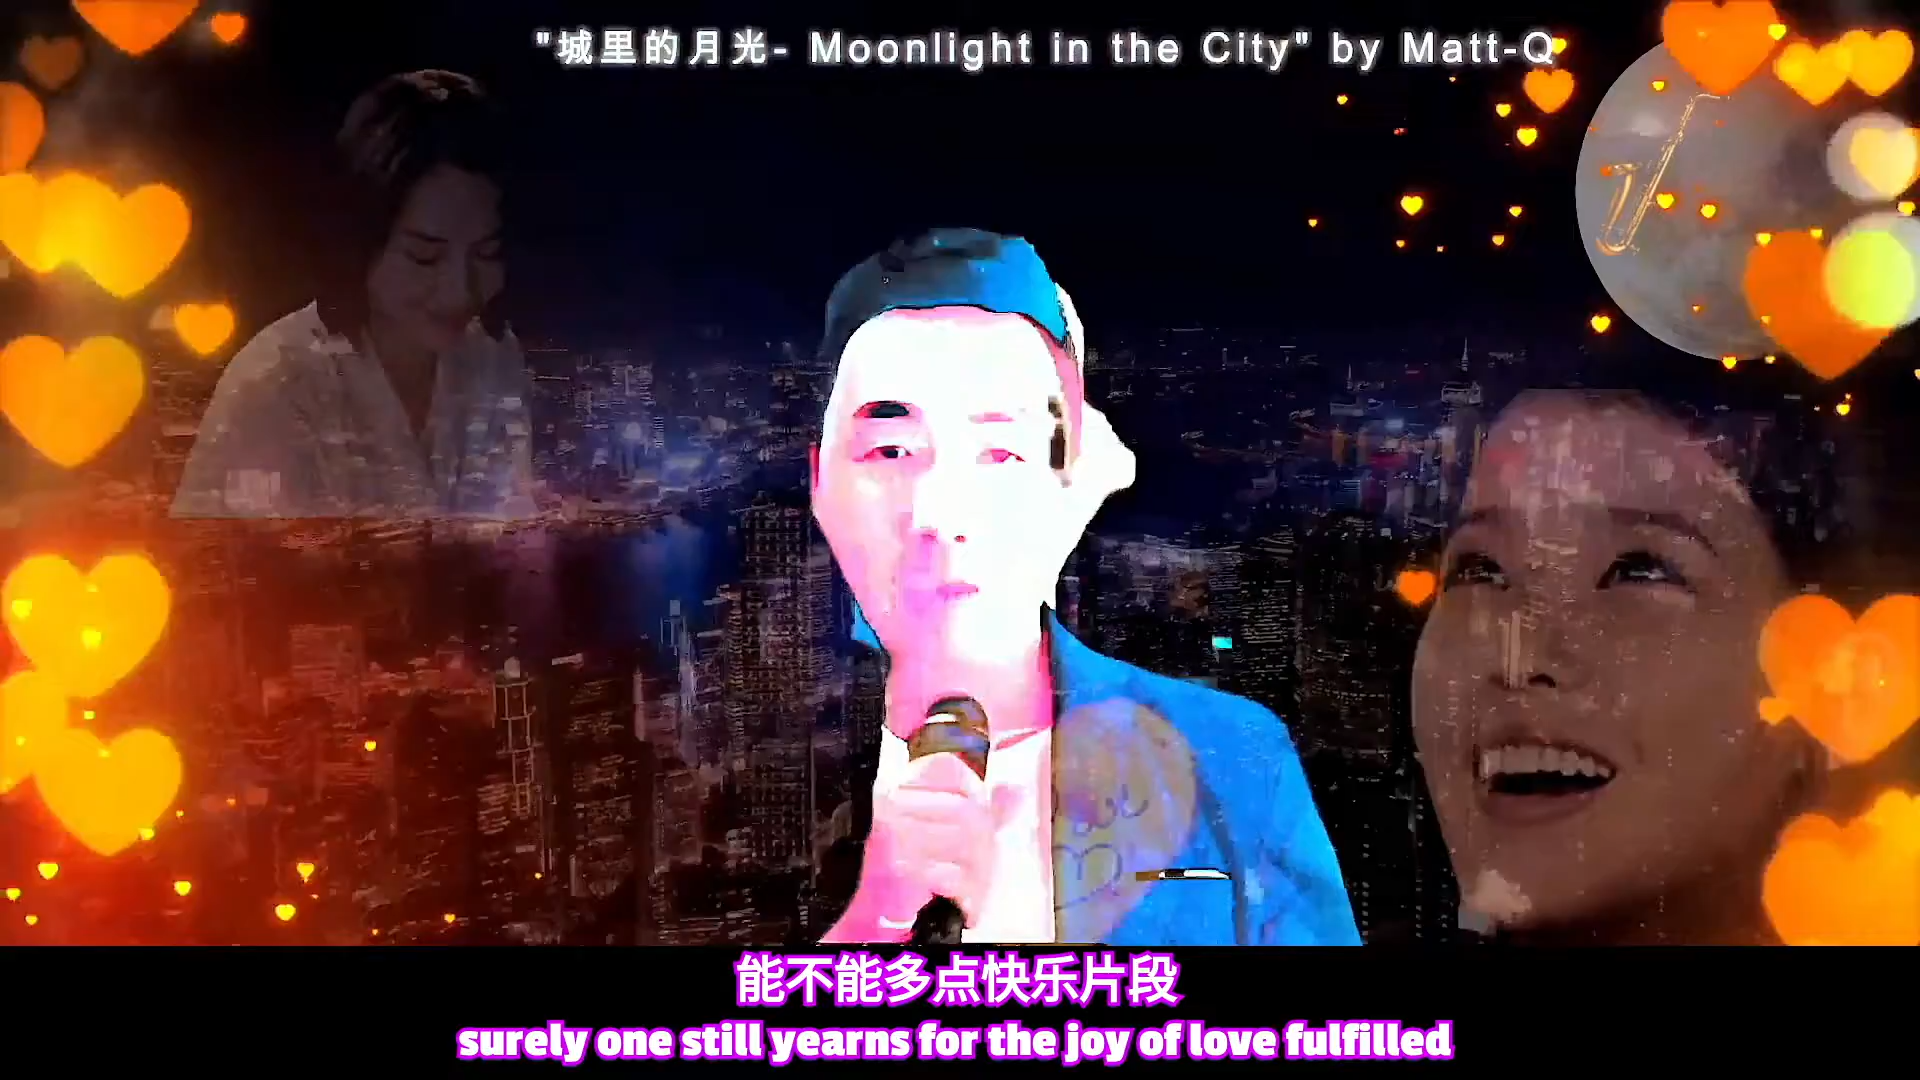 "城里的月光- Moonlight in the City" by Matt-Q
能不能多点快乐片段
surely one still yearns for the joy of love fulfilled